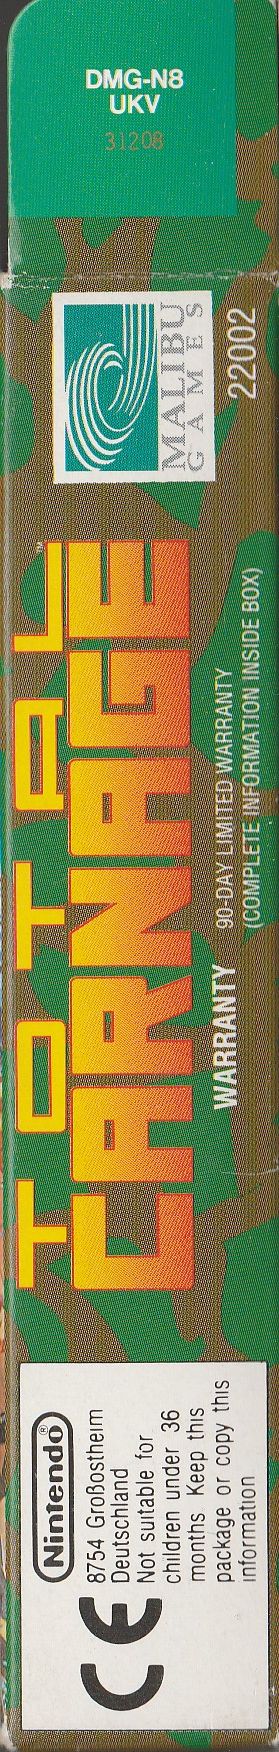 DMG-N8
UKV
31208
MALIBU
GAMES
22002
TOTAL™
CARNAGE
WARRANTY 90-DAY LIMITED WARRANTY
(COMPLETE INFORMATION INSIDE BOX)
Nintendo®
CE
8754 Großostheim
Deutschland
Not suitable for
children under 36
months Keep this
package or copy this
information